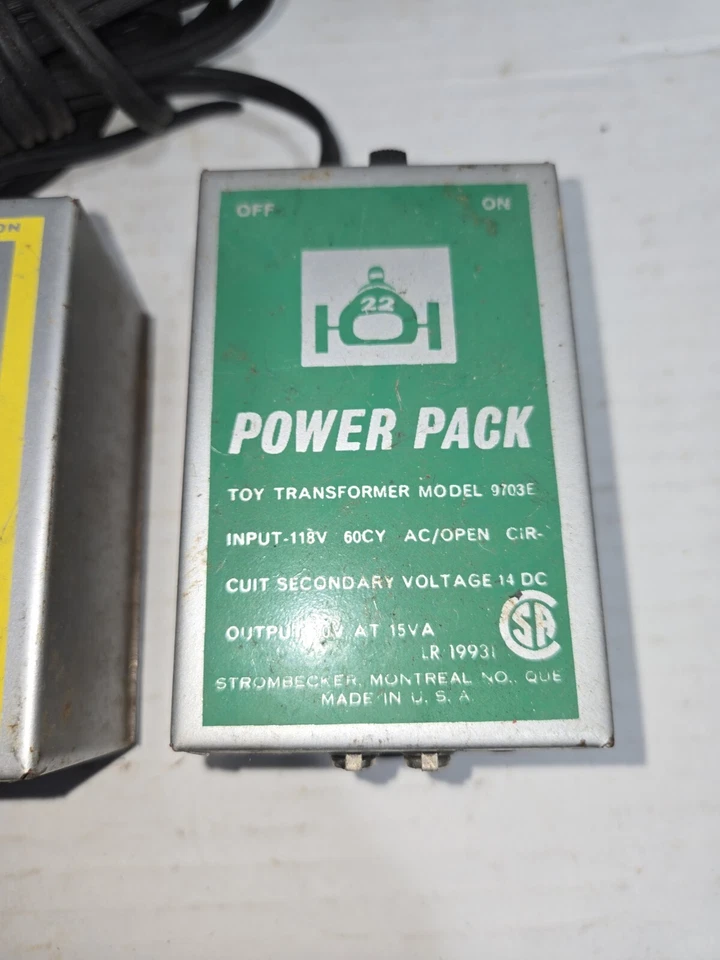 ON
OFF ON
22
POWER PACK
TOY TRANSFORMER MODEL 9703E
INPUT-118V 60CY AC/OPEN CIR-
CUIT SECONDARY VOLTAGE 14 DC
AT 15VA
LR 19931
SA
STROMBECKER, MONTREAL NO., QUE
MADE IN U. S. A.